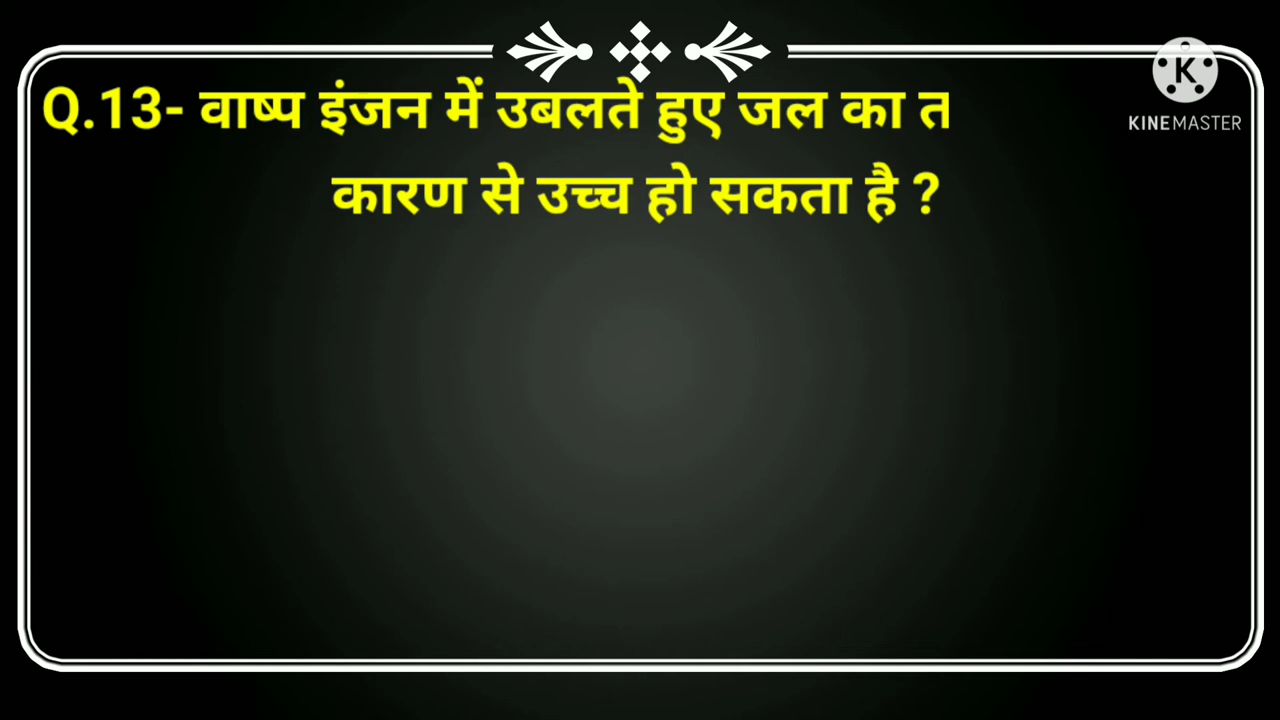 Q.13- वाष्प इंजन में उबलते हुए जल का त
कारण से उच्च हो सकता है ?
K
KINEMASTER